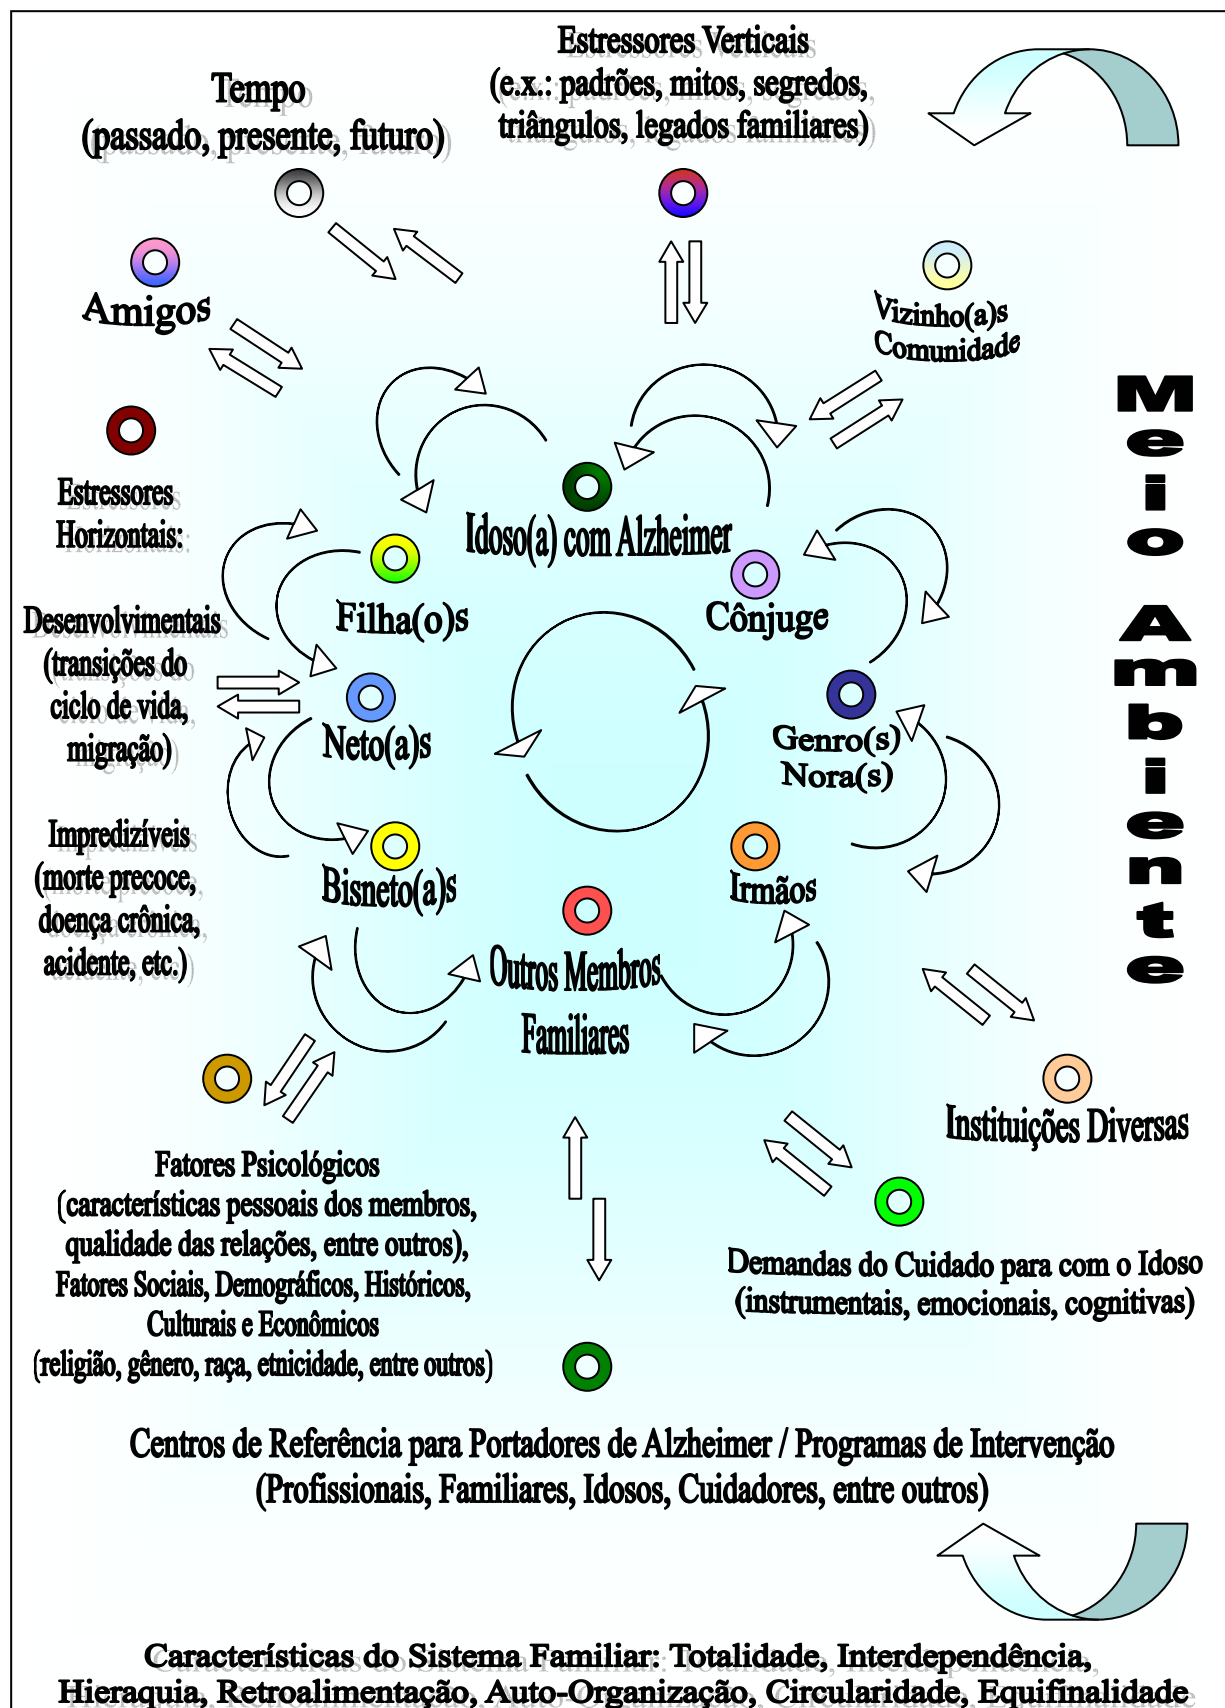 Estressores Verticais
(e.x.: padrões, mitos, segredos,
triângulos, legados familiares)
Tempo
(passado, presente, futuro)
Amigos
Vizinho(a)s
Comunidade
Meio Ambiente
Estressores
Horizontais:
Desenvolvimentais
(transições do
ciclo de vida,
migração)
Impredizíveis
(morte precoce,
doença crônica,
acidente, etc.)
Idoso(a) com Alzheimer
Filha(o)s
Cônjuge
Neto(a)s
Genro(s)
Nora(s)
Bisneto(a)s
Irmãos
Outros Membros
Familiares
Instituições Diversas
Fatores Psicológicos
(características pessoais dos membros,
qualidade das relações, entre outros),
Fatores Sociais, Demográficos, Históricos,
Culturais e Econômicos
(religião, gênero, raça, etnicidade, entre outros)
Demandas do Cuidado para com o Idoso
(instrumentais, emocionais, cognitivas)
Centros de Referência para Portadores de Alzheimer / Programas de Intervenção
(Profissionais, Familiares, Idosos, Cuidadores, entre outros)
Características do Sistema Familiar: Totalidade, Interdependência,
Hieraquia, Retroalimentação, Auto-Organização, Circularidade, Equifinalidade